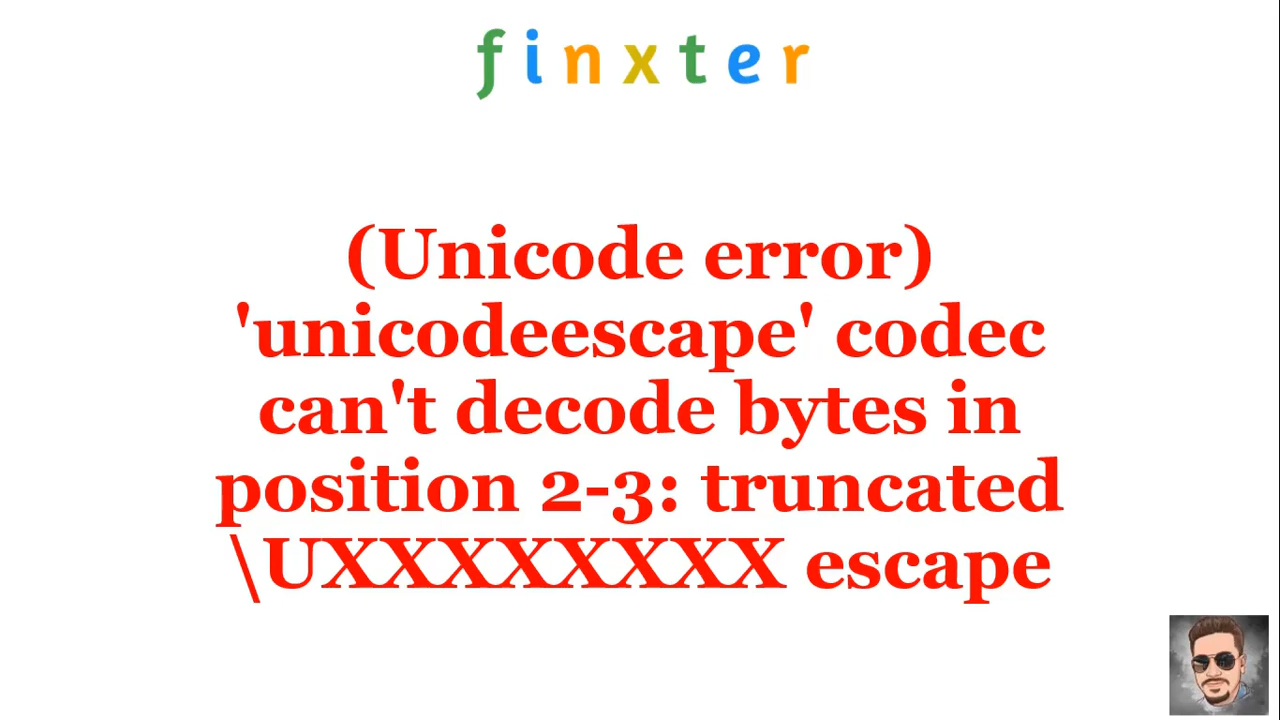 finxter
(Unicode error)
'unicodeescape' codec
can't decode bytes in
position 2-3: truncated
\UXXXXXXXX escape